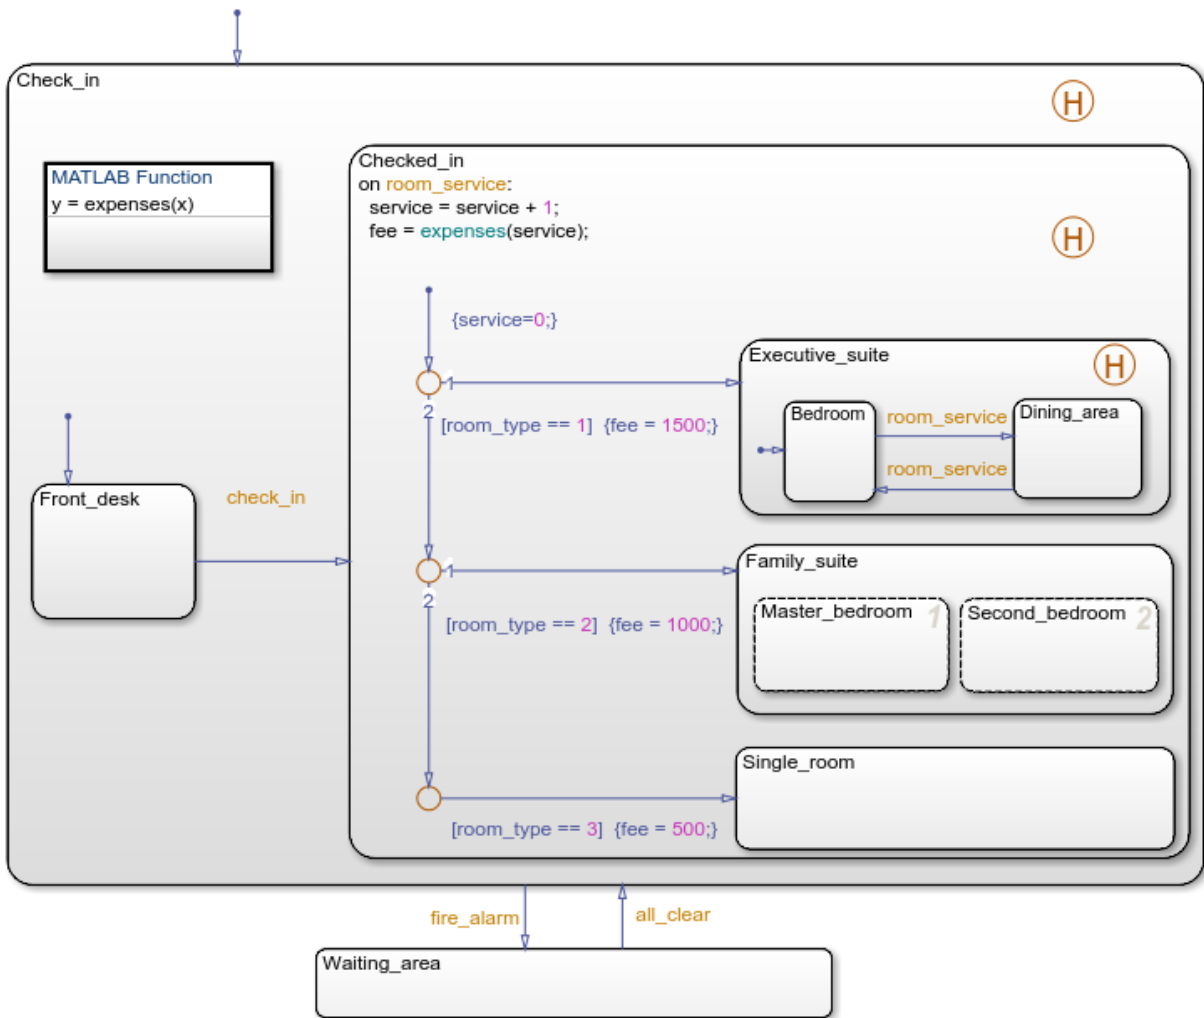 Check_in
H
MATLAB Function
y = expenses(x)
Checked_in
on room_service:
service = service + 1;
fee = expenses(service);
H
{service=0;}
Executive_suite
H
1
2
[room_type == 1] {fee = 1500;}
Bedroom
room_service
Dining_area
room_service
Front_desk
check_in
Family_suite
1
2
[room_type == 2] {fee = 1000;}
Master_bedroom 1
Second_bedroom 2
Single_room
[room_type == 3] {fee = 500;}
fire_alarm
all_clear
Waiting_area